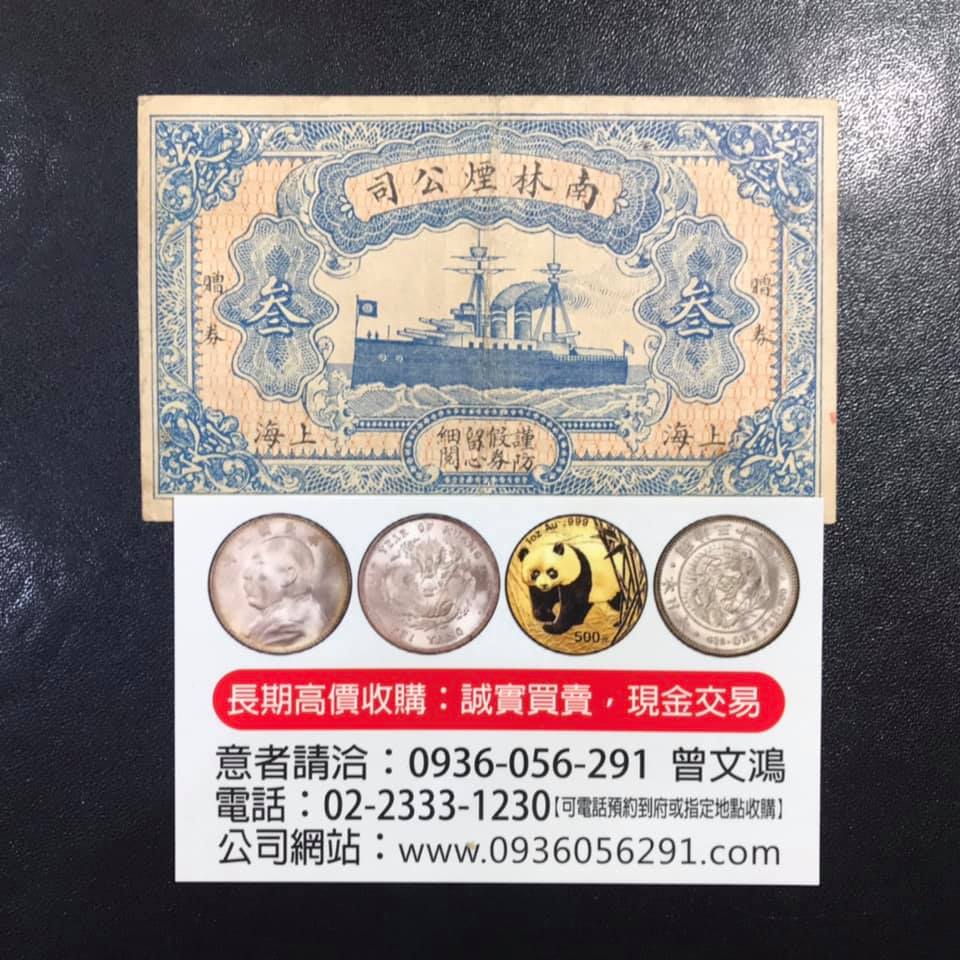 南林煙公司
贈券
叁
叁
贈券
上海
上海
謹防
假券
留心
細閱
1oz Au .999
500元
長期高價收購：誠實買賣，現金交易
意者請洽：0936-056-291 曾文鴻
電話：02-2333-1230【可電話預約到府或指定地點收購】
公司網站：www.0936056291.com